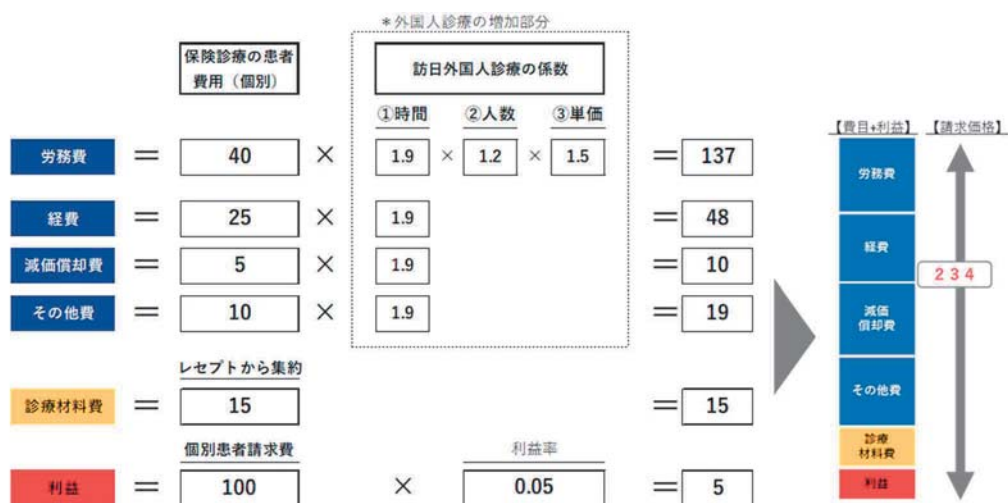 ＊外国人診療の増加部分
保険診療の患者
費用（個別）
訪日外国人診療の係数
①時間 ②人数 ③単価
労務費 ＝ 40 × 1.9 × 1.2 × 1.5 ＝ 137
経費 ＝ 25 × 1.9 ＝ 48
減価償却費 ＝ 5 × 1.9 ＝ 10
その他費 ＝ 10 × 1.9 ＝ 19
レセプトから集約
診療材料費 ＝ 15 ＝ 15
個別患者請求費 利益率
利益 ＝ 100 × 0.05 ＝ 5
【費目+利益】 【請求価格】
労務費
経費
234
減価
償却費
その他費
診療
材料費
利益